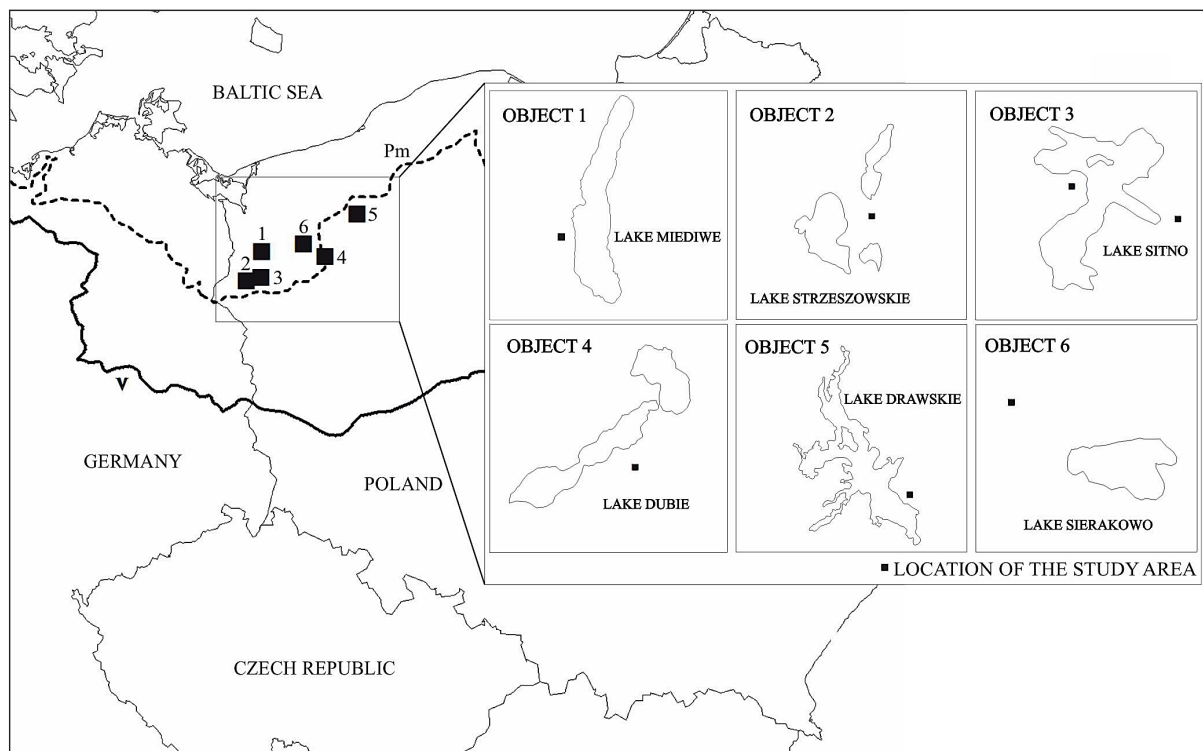 BALTIC SEA
Pm
5
6
1
4
2
3
V
GERMANY
POLAND
CZECH REPUBLIC
OBJECT 1
LAKE MIEDIWE
OBJECT 2
LAKE STRZESZOWSKIE
OBJECT 3
LAKE SITNO
OBJECT 4
LAKE DUBIE
OBJECT 5
LAKE DRAWSKIE
OBJECT 6
LAKE SIERAKOWO
LOCATION OF THE STUDY AREA